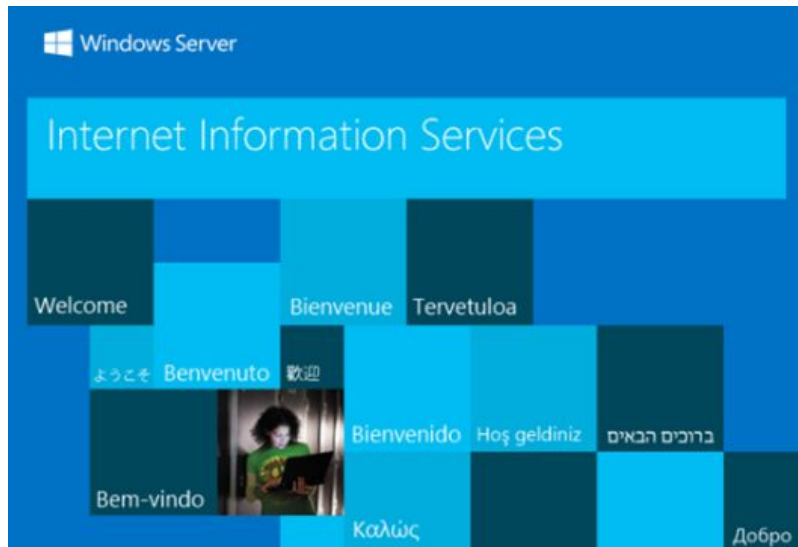 Windows Server
Internet Information Services
Welcome
Bienvenue
Tervetuloa
ようこそ
Benvenuto
歡迎
Bienvenido
Hoş geldiniz
ברוכים הבאים
Bem-vindo
Καλώς
Добро